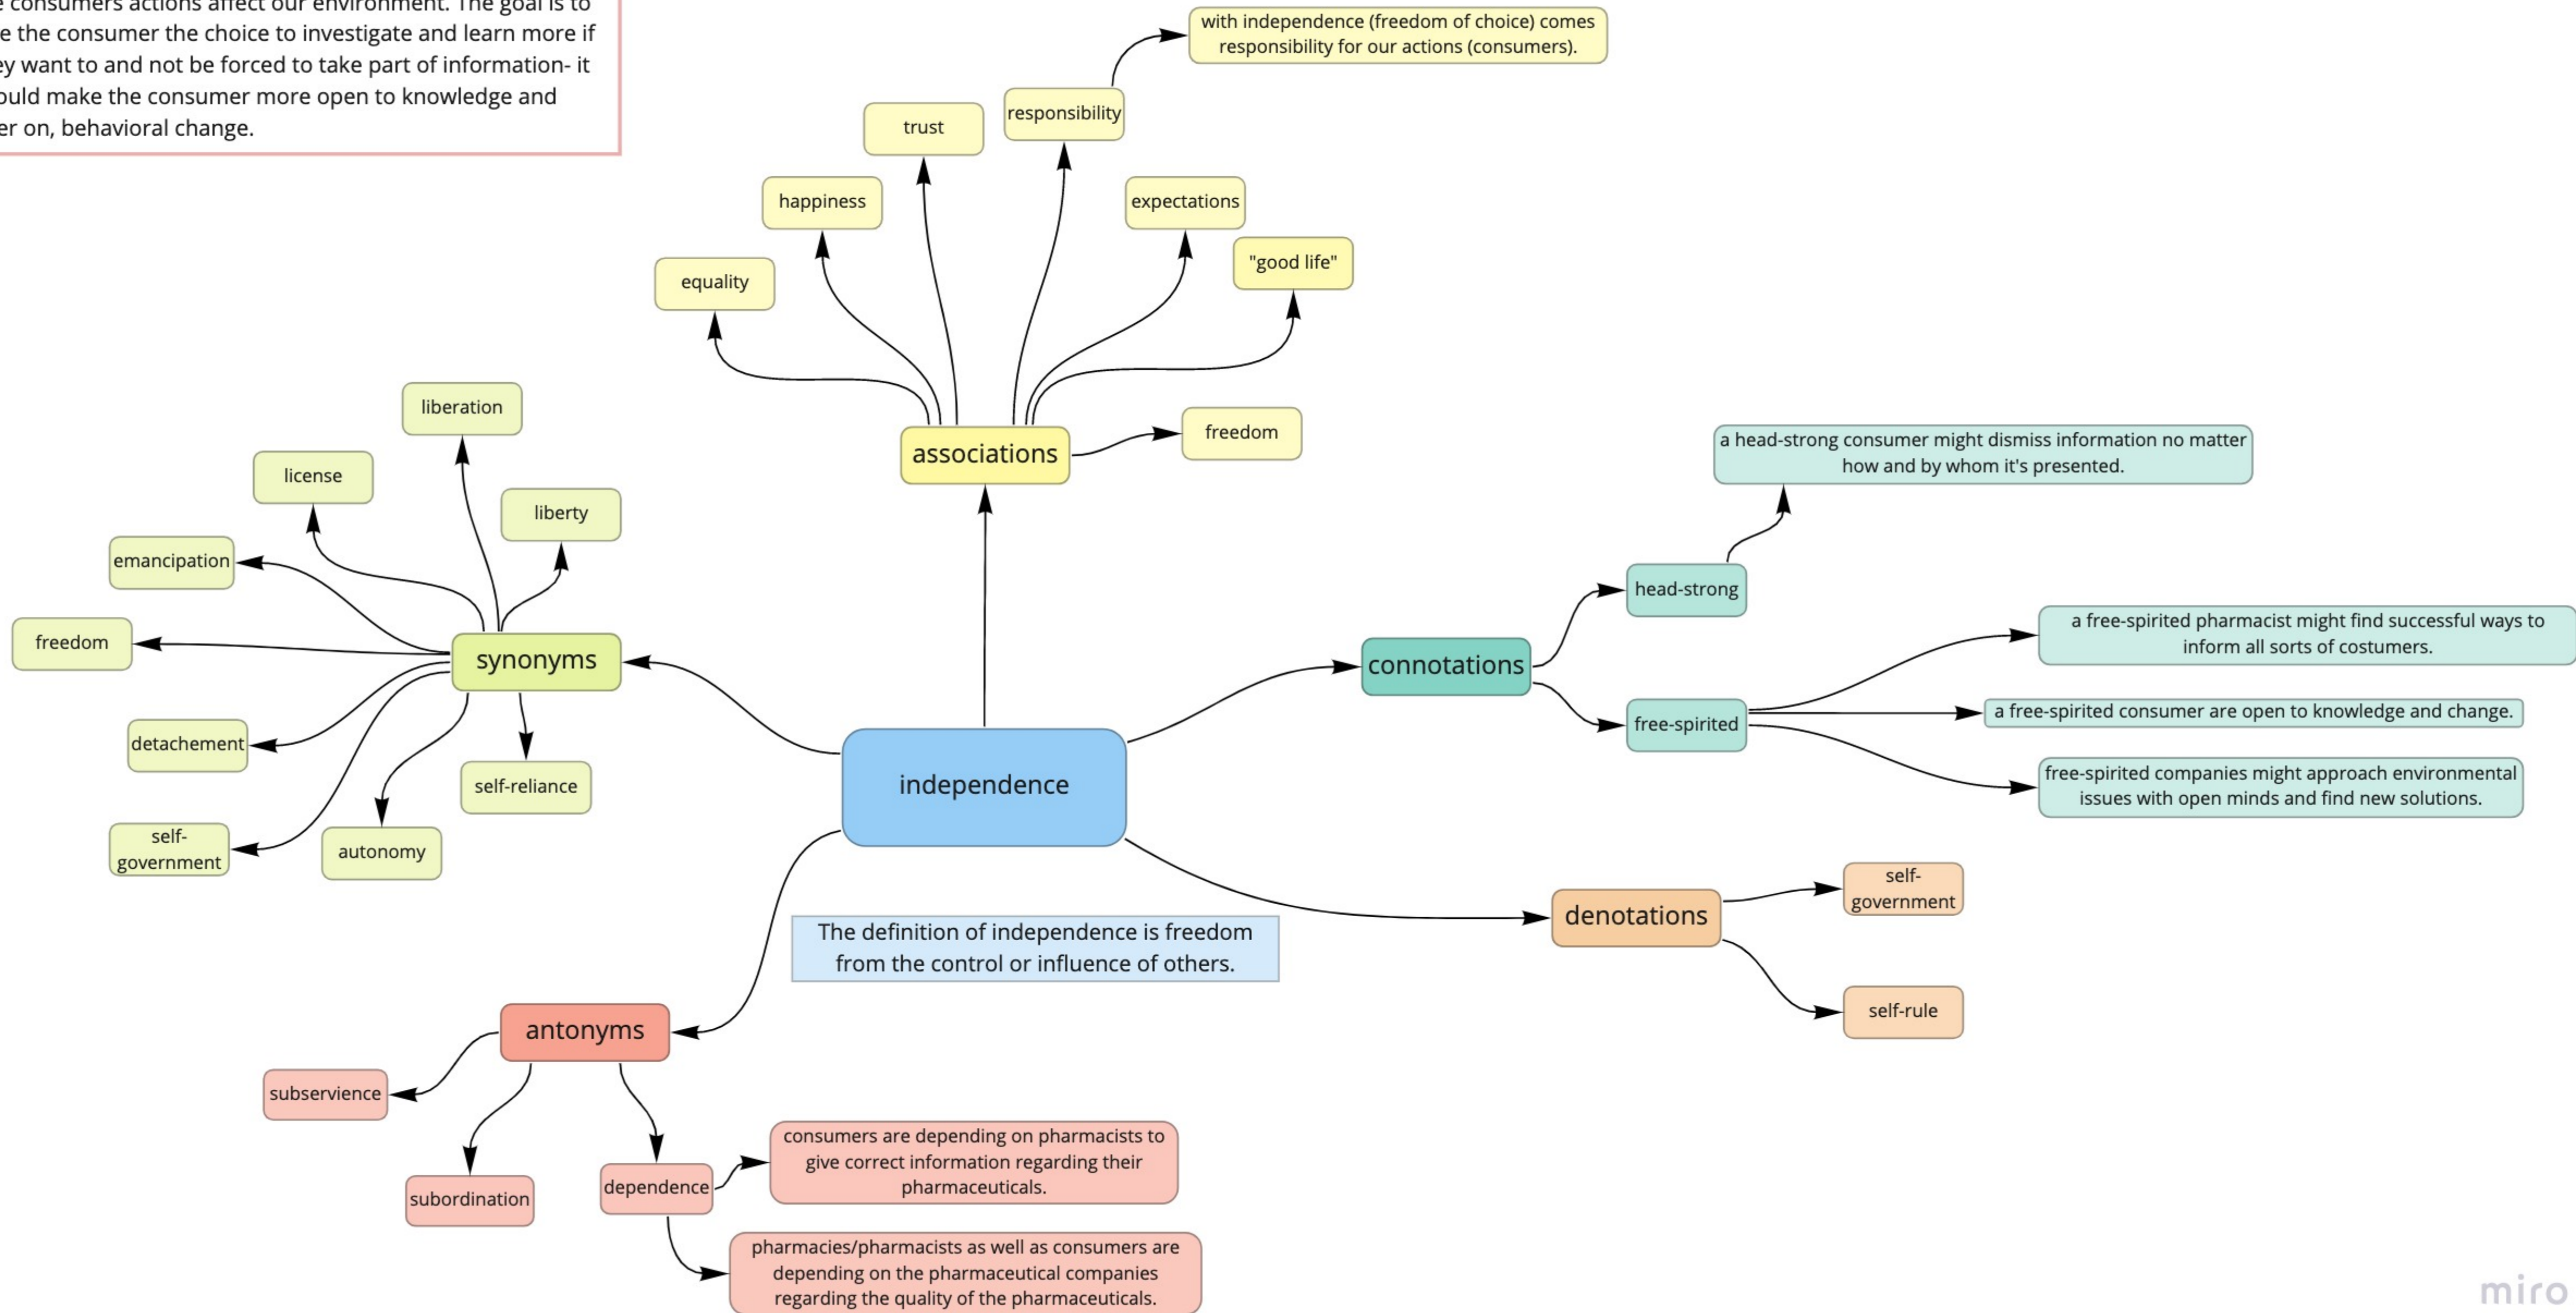 consumers actions affect our environment. The goal is to
the consumer the choice to investigate and learn more if
want to and not be forced to take part of information- it
make the consumer more open to knowledge and
on, behavioral change.
with independence (freedom of choice) comes
responsibility for our actions (consumers).
responsibility
trust
happiness
expectations
"good life"
equality
freedom
associations
liberation
license
liberty
emancipation
freedom
synonyms
detachement
self-reliance
self-
government
autonomy
independence
The definition of independence is freedom
from the control or influence of others.
a head-strong consumer might dismiss information no matter
how and by whom it's presented.
head-strong
connotations
free-spirited
a free-spirited pharmacist might find successful ways to
inform all sorts of costumers.
a free-spirited consumer are open to knowledge and change.
free-spirited companies might approach environmental
issues with open minds and find new solutions.
denotations
self-
government
self-rule
antonyms
subservience
subordination
dependence
consumers are depending on pharmacists to
give correct information regarding their
pharmaceuticals.
pharmacies/pharmacists as well as consumers are
depending on the pharmaceutical companies
regarding the quality of the pharmaceuticals.
miro